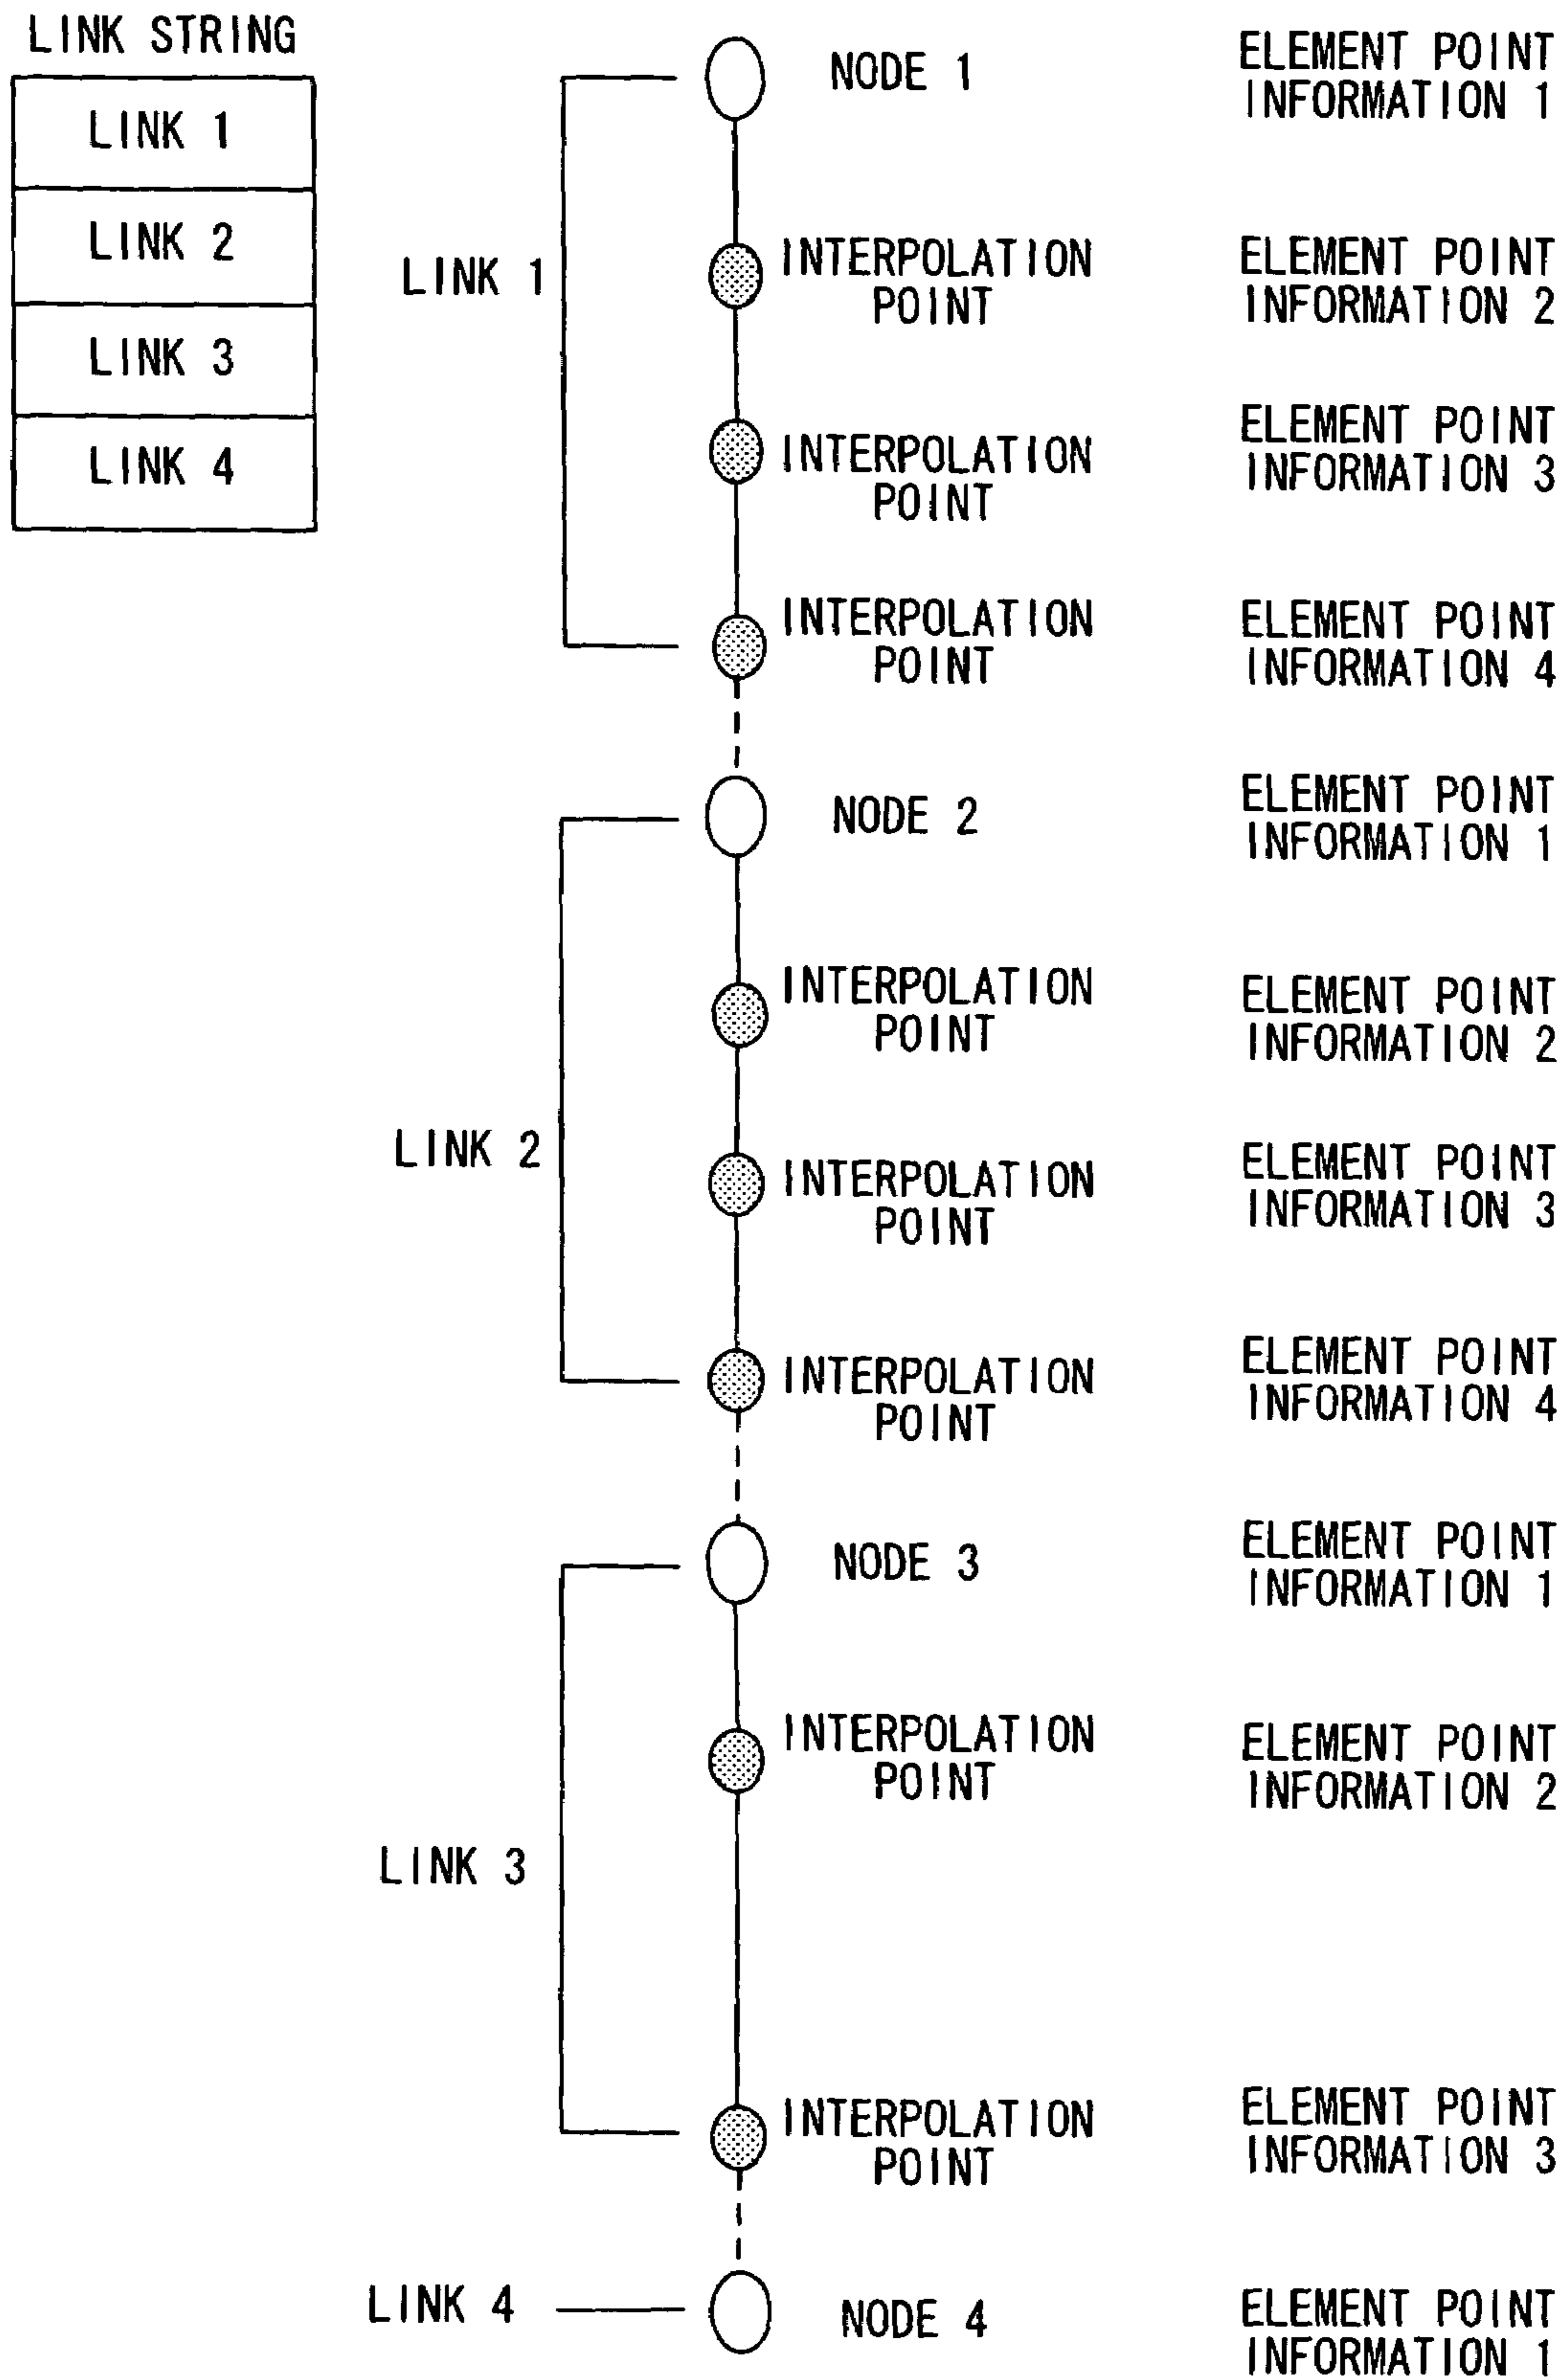 LINK STRING
LINK 1
LINK 2
LINK 3
LINK 4
LINK 1
NODE 1
ELEMENT POINT
INFORMATION 1
INTERPOLATION
POINT
ELEMENT POINT
INFORMATION 2
INTERPOLATION
POINT
ELEMENT POINT
INFORMATION 3
INTERPOLATION
POINT
ELEMENT POINT
INFORMATION 4
LINK 2
NODE 2
ELEMENT POINT
INFORMATION 1
INTERPOLATION
POINT
ELEMENT POINT
INFORMATION 2
INTERPOLATION
POINT
ELEMENT POINT
INFORMATION 3
INTERPOLATION
POINT
ELEMENT POINT
INFORMATION 4
LINK 3
NODE 3
ELEMENT POINT
INFORMATION 1
INTERPOLATION
POINT
ELEMENT POINT
INFORMATION 2
INTERPOLATION
POINT
ELEMENT POINT
INFORMATION 3
LINK 4
NODE 4
ELEMENT POINT
INFORMATION 1